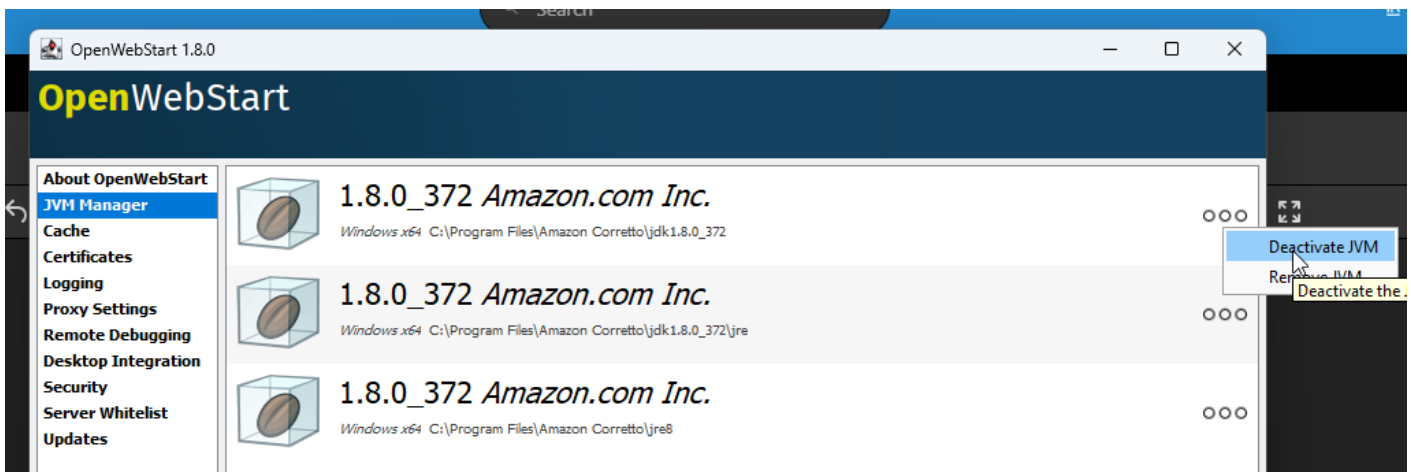 Search
OpenWebStart 1.8.0
OpenWebStart
About OpenWebStart
JVM Manager
Cache
Certificates
Logging
Proxy Settings
Remote Debugging
Desktop Integration
Security
Server Whitelist
Updates
1.8.0_372 Amazon.com Inc.
Windows x64 C:\Program Files\Amazon Corretto\jdk1.8.0_372
1.8.0_372 Amazon.com Inc.
Windows x64 C:\Program Files\Amazon Corretto\jdk1.8.0_372\jre
1.8.0_372 Amazon.com Inc.
Windows x64 C:\Program Files\Amazon Corretto\jre8
Deactivate JVM
Remove JVM
Deactivate the